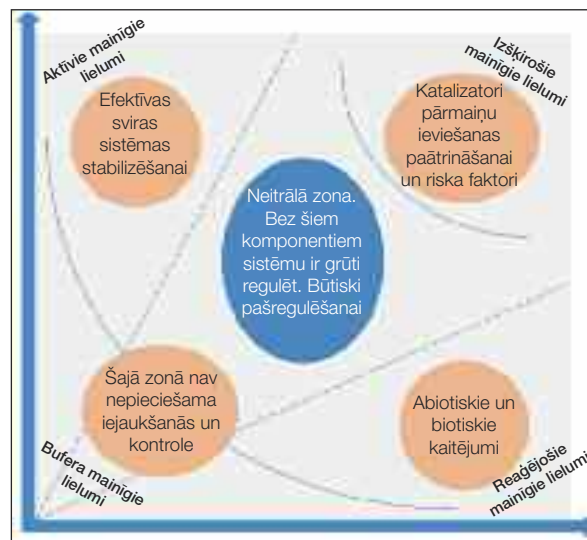 Aktīvie mainīgie
lielumi
Efektīvas
sviras
sistēmas
stabilizēšanai
Izšķirošie
mainīgie lielumi
Katalizatori
pārmaiņu
ieviešanas
paātrināšanai
un riska faktori
Neitrālā zona.
Bez šiem
komponentiem
sistēmu ir grūti
regulēt. Būtiski
pašregulēšanai
Šajā zonā nav
nepieciešama
iejaukšanās un
kontrole
Bufera mainīgie
lielumi
Abiotiskie un
biotiskie
kaitējumi
Reaģējošie
mainīgie lielumi